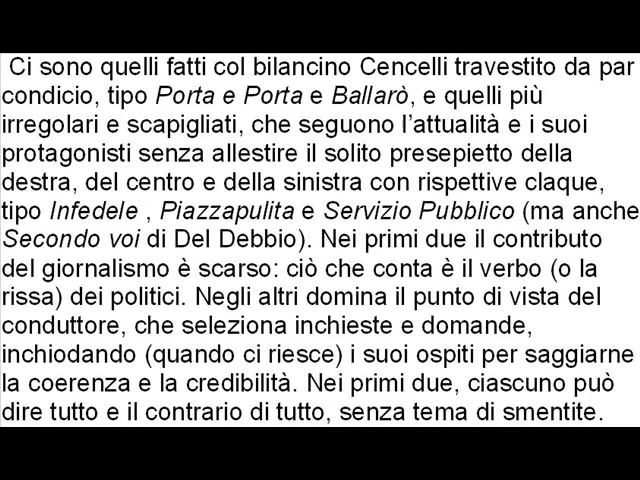 Ci sono quelli fatti col bilancino Cencelli travestito da par
condicio, tipo Porta e Porta e Ballarò, e quelli più
irregolari e scapigliati, che seguono l'attualità e i suoi
protagonisti senza allestire il solito presepietto della
destra, del centro e della sinistra con rispettive claque,
tipo Infedele , Piazzapulita e Servizio Pubblico (ma anche
Secondo voi di Del Debbio). Nei primi due il contributo
del giornalismo è scarso: ciò che conta è il verbo (o la
rissa) dei politici. Negli altri domina il punto di vista del
conduttore, che seleziona inchieste e domande,
inchiodando (quando ci riesce) i suoi ospiti per saggiarne
la coerenza e la credibilità. Nei primi due, ciascuno può
dire tutto e il contrario di tutto, senza tema di smentite.